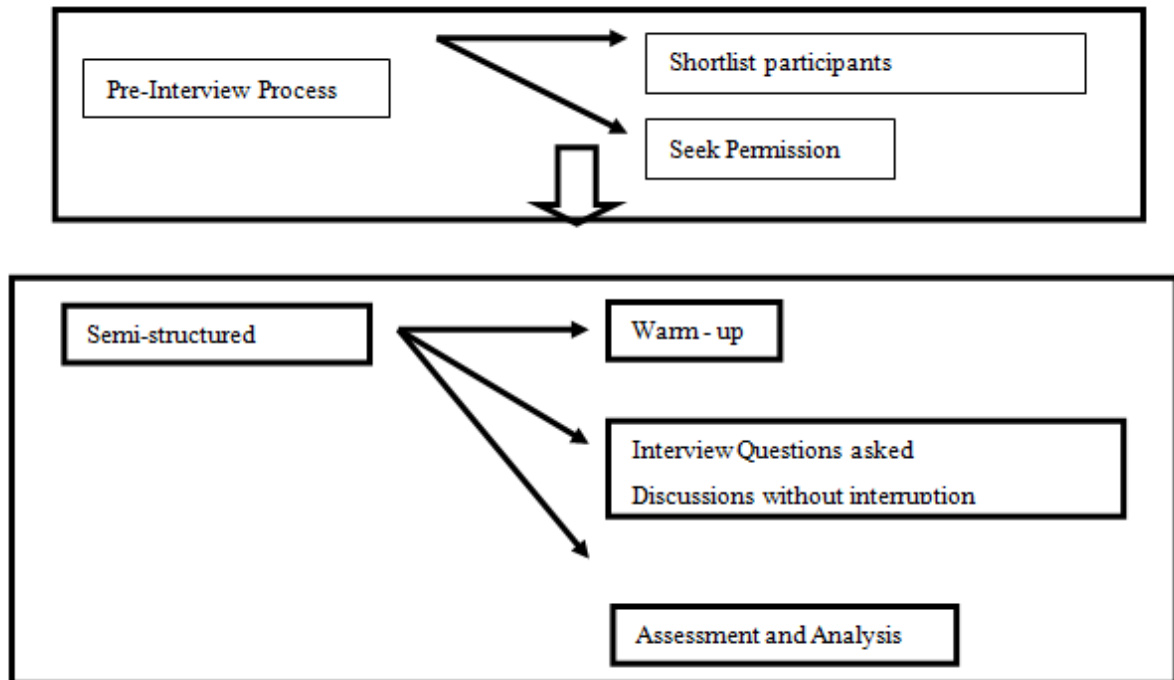 Pre-Interview Process
Shortlist participants
Seek Permission
Semi-structured
Warm - up
Interview Questions asked
Discussions without interruption
Assessment and Analysis